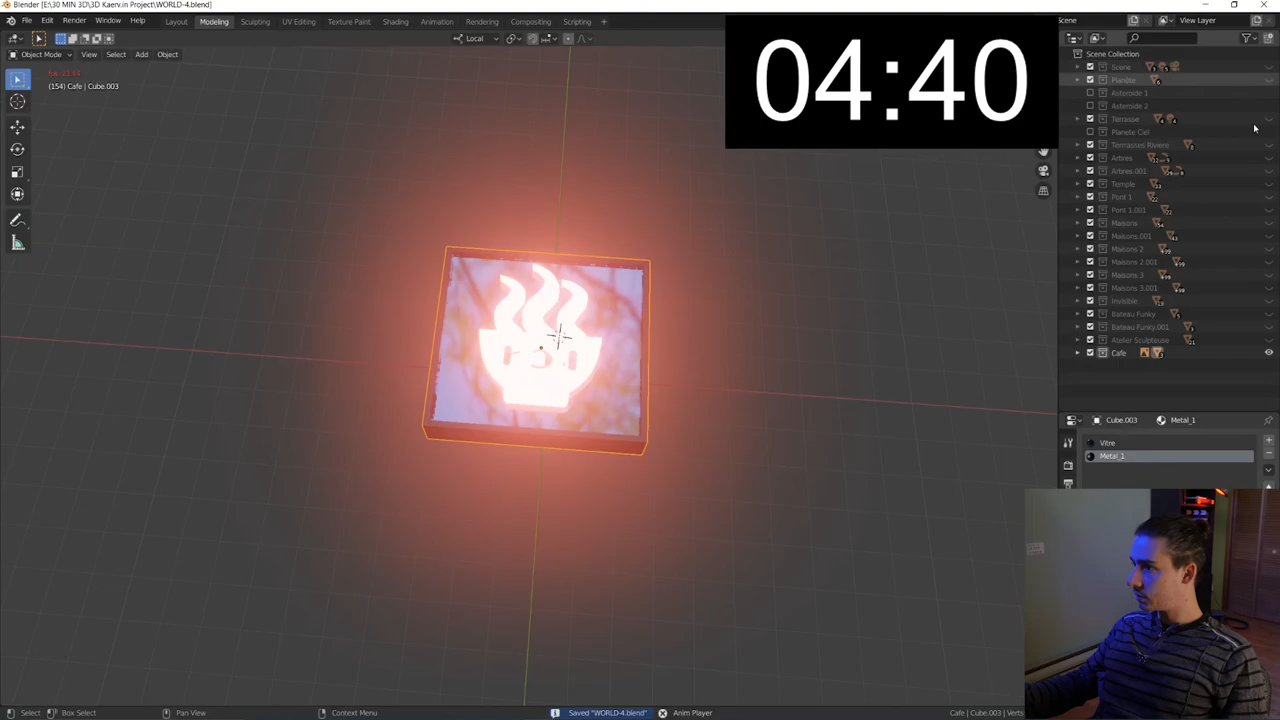 Blender [E:\30 MIN 3D\3D Kaerv.in Project\WORLD-4.blend]
File Edit Render Window Help Layout Modeling Sculpting UV Editing Texture Paint Shading Animation Rendering Compositing Scripting
Scene View Layer
Local
Object Mode View Select Add Object
fps: 23.44
(154) Cafe | Cube.003
04:40
Scene Collection
Scene
Planète
Asteroide 1
Asteroide 2
Terrasse
Planete Ciel
Terrrasses Riviere
Arbres
Arbres.001
Temple
Pont 1
Pont 1.001
Maisons
Maisons.001
Maisons 2
Maisons 2.001
Maisons 3
Maisons 3.001
Invisible
Bateau Funky
Bateau Funky.001
Atelier Sculpteuse
Cafe
Cube.003 Metal_1
Vitre
Metal_1
Select Box Select Pan View Context Menu Saved "WORLD-4.blend" Anim Player Cafe | Cube.003 | Verts